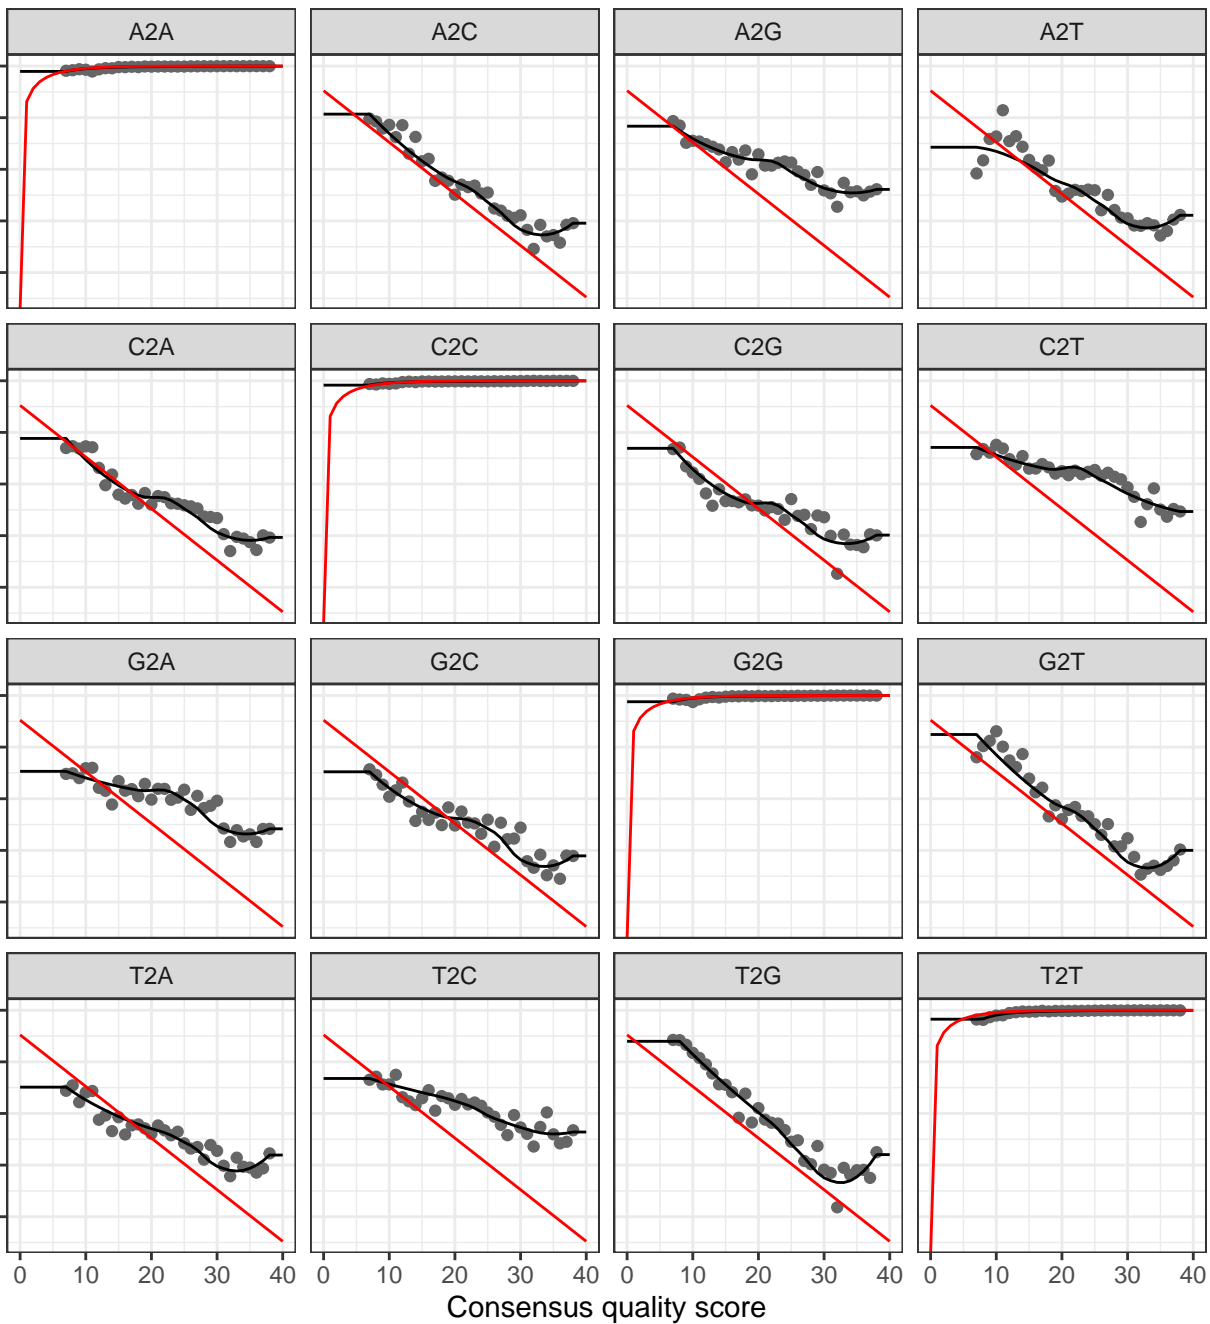 A2A A2C A2G A2T
C2A C2C C2G C2T
G2A G2C G2G G2T
T2A T2C T2G T2T
0 10 20 30 40 0 10 20 30 40 0 10 20 30 40 0 10 20 30 40
Consensus quality score